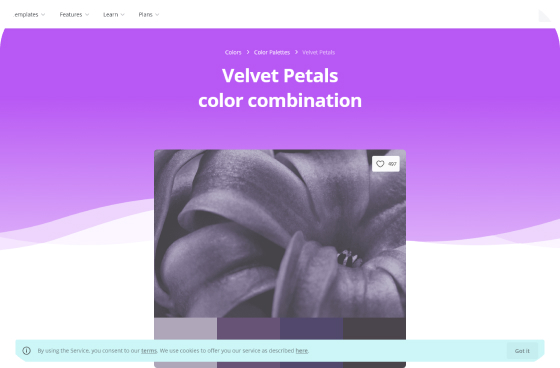 emplates Features Learn Plans
Colors > Color Palettes > Velvet Petals
Velvet Petals
color combination
497
By using the Service, you consent to our terms. We use cookies to offer you our service as described here. Got it